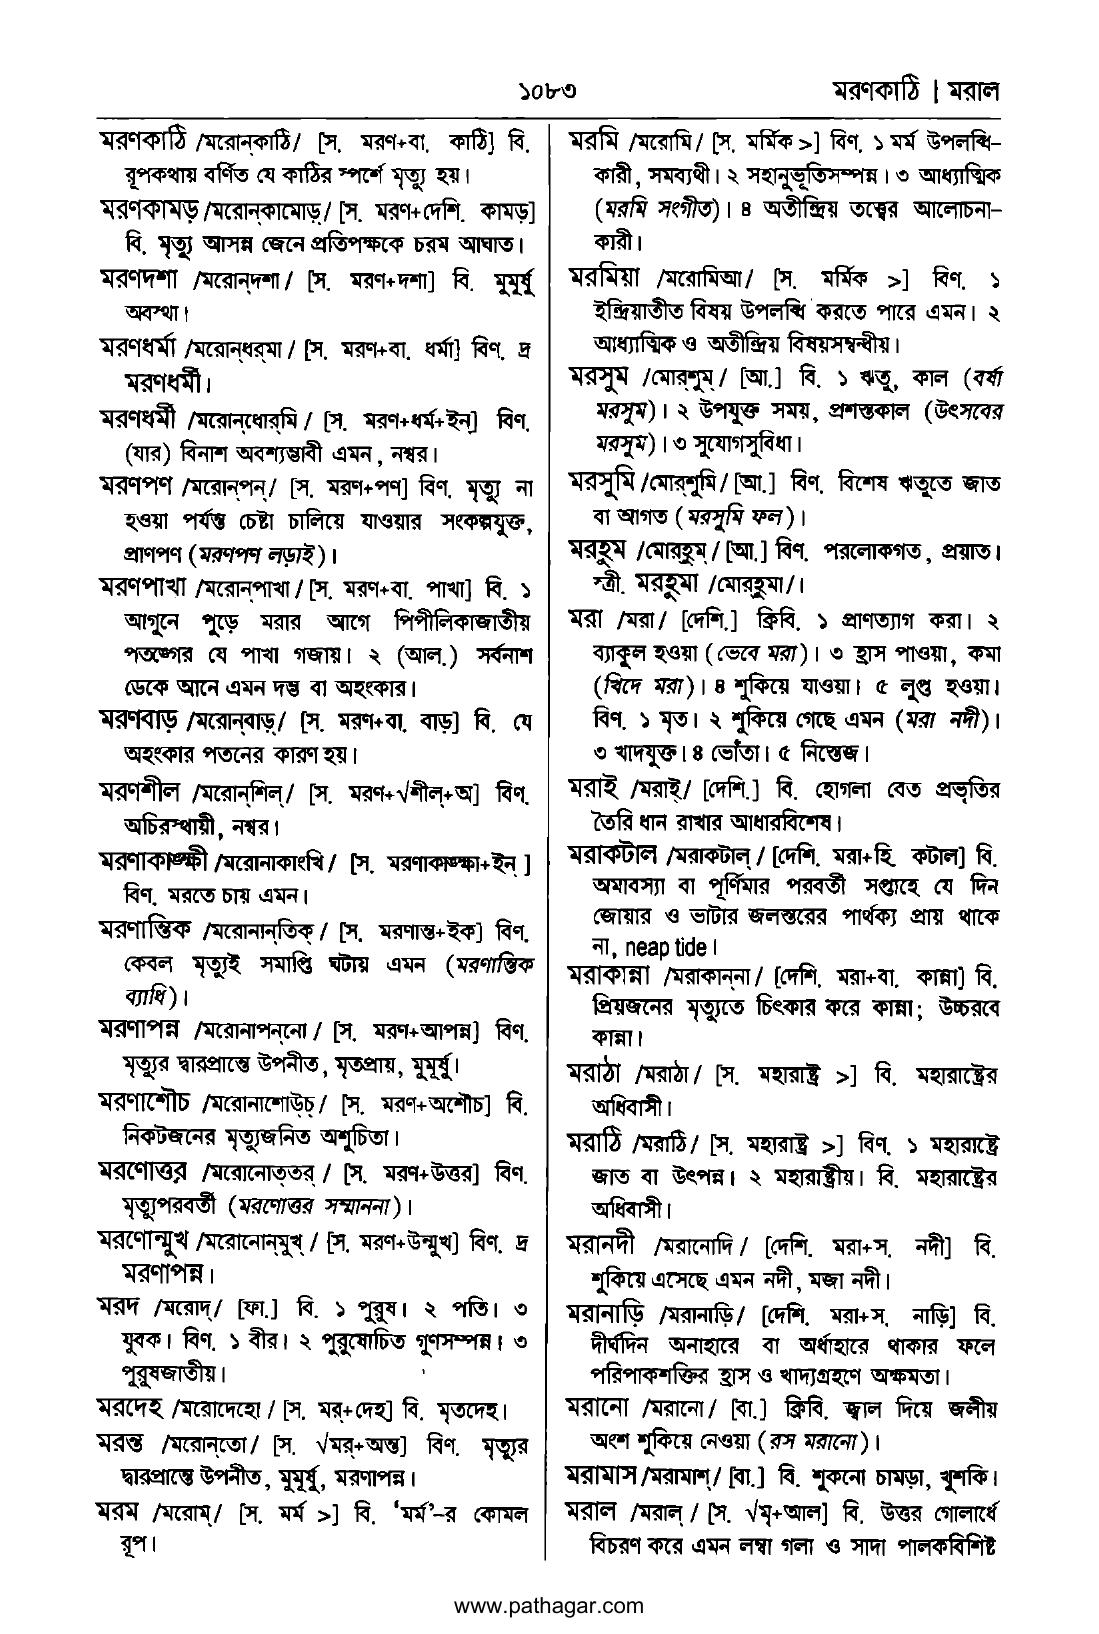 ১০৮৩
মরণকাঠি | মরাল
মরণকাঠি /মরোন্‌কাঠি/ [স. মরণ+বা. কাঠি] বি.
রূপকথায় বর্ণিত যে কাঠির স্পর্শে মৃত্যু হয়।
মরণকামড় /মরোন্‌কামোড়্/ [স. মরণ+দেশি. কামড়]
বি. মৃত্যু আসন্ন জেনে প্রতিপক্ষকে চরম আঘাত।
মরণদশা /মরোন্‌দশা/ [স. মরণ+দশা] বি. মুমূর্ষু
অবস্থা।
মরণধর্মা /মরোন্‌ধর্‌মা/ [স. মরণ+বা. ধর্মা] বিণ. দ্র
মরণধর্মী।
মরণধর্মী /মরোন্‌ধোর্‌মি/ [স. মরণ+ধর্ম+ইন্] বিণ.
(যার) বিনাশ অবশ্যম্ভাবী এমন, নশ্বর।
মরণপণ /মরোন্‌পন্/ [স. মরণ+পণ] বিণ. মৃত্যু না
হওয়া পর্যন্ত চেষ্টা চালিয়ে যাওয়ার সংকল্পযুক্ত,
প্রাণপণ (মরণপণ লড়াই)।
মরণপাখা /মরোন্‌পাখা/ [স. মরণ+বা. পাখা] বি. ১
আগুনে পুড়ে মরার আগে পিপীলিকাজাতীয়
পতঙ্গের যে পাখা গজায়। ২ (আল.) সর্বনাশ
ডেকে আনে এমন দম্ভ বা অহংকার।
মরণবাড় /মরোন্‌বাড়্/ [স. মরণ+বা. বাড়] বি. যে
অহংকার পতনের কারণ হয়।
মরণশীল /মরোন্‌শিল্/ [স. মরণ+√শীল্+অ] বিণ.
অচিরস্থায়ী, নশ্বর।
মরণাকাঙ্ক্ষী /মরোনাকাংখি/ [স. মরণাকাঙ্ক্ষা+ইন্ ]
বিণ. মরতে চায় এমন।
মরণান্তিক /মরোনান্‌তিক্/ [স. মরণান্ত+ইক] বিণ.
কেবল মৃত্যুই সমাপ্তি ঘটায় এমন (মরণান্তিক
ব্যাধি)।
মরণাপন্ন /মরোনাপন্‌নো/ [স. মরণ+আপন্ন] বিণ.
মৃত্যুর দ্বারপ্রান্তে উপনীত, মৃতপ্রায়, মুমূর্ষু।
মরণাশৌচ /মরোনাশোউচ্/ [স. মরণ+অশৌচ] বি.
নিকটজনের মৃত্যুজনিত অশুচিতা।
মরণোত্তর /মরোনোত্‌তর্/ [স. মরণ+উত্তর] বিণ.
মৃত্যুপরবর্তী (মরণোত্তর সম্মাননা)।
মরণোন্মুখ /মরোনোন্‌মুখ্/ [স. মরণ+উন্মুখ] বিণ. দ্র
মরণাপন্ন।
মরদ /মরোদ্/ [ফা.] বি. ১ পুরুষ। ২ পতি। ৩
যুবক। বিণ. ১ বীর। ২ পুরুষোচিত গুণসম্পন্ন। ৩
পুরুষজাতীয়।
মরদেহ /মরোদেহো/ [স. মর্+দেহ] বি. মৃতদেহ।
মরন্ত /মরোন্‌তো/ [স. √মর্+অন্ত] বিণ. মৃত্যুর
দ্বারপ্রান্তে উপনীত, মুমূর্ষু, মরণাপন্ন।
মরম /মরোম্/ [স. মর্ম >] বি. ‘মর্ম’-র কোমল
রূপ।
মরমি /মরোমি/ [স. মর্মিক >] বিণ. ১ মর্ম উপলব্ধি-
কারী, সমব্যথী। ২ সহানুভূতিসম্পন্ন। ৩ আধ্যাত্মিক
(মরমি সংগীত)। ৪ অতীন্দ্রিয় তত্ত্বের আলোচনা-
কারী।
মরমিয়া /মরোমিআ/ [স. মর্মিক >] বিণ. ১
ইন্দ্রিয়াতীত বিষয় উপলব্ধি করতে পারে এমন। ২
আধ্যাত্মিক ও অতীন্দ্রিয় বিষয়সম্বন্ধীয়।
মরসুম /মোর্‌শুম্/ [আ.] বি. ১ ঋতু, কাল (বর্ষা
মরসুম)। ২ উপযুক্ত সময়, প্রশস্তকাল (উৎসবের
মরসুম)। ৩ সুযোগসুবিধা।
মরসুমি /মোর্‌শুমি/ [আ.] বিণ. বিশেষ ঋতুতে জাত
বা আগত (মরসুমি ফল)।
মরহুম /মোর্‌হুম্/ [আ.] বিণ. পরলোকগত, প্রয়াত।
স্ত্রী. মরহুমা /মোর্‌হুমা/।
মরা /মরা/ [দেশি.] ক্রিবি. ১ প্রাণত্যাগ করা। ২
ব্যাকুল হওয়া (ভেবে মরা)। ৩ হ্রাস পাওয়া, কমা
(খিদে মরা)। ৪ শুকিয়ে যাওয়া। ৫ লুপ্ত হওয়া।
বিণ. ১ মৃত। ২ শুকিয়ে গেছে এমন (মরা নদী)।
৩ খাদযুক্ত। ৪ ভোঁতা। ৫ নিস্তেজ।
মরাই /মরাই্/ [দেশি.] বি. হোগলা বেত প্রভৃতির
তৈরি ধান রাখার আধারবিশেষ।
মরাকটাল /মরাকটাল্/ [দেশি. মরা+হি. কটাল] বি.
অমাবস্যা বা পূর্ণিমার পরবর্তী সপ্তাহে যে দিন
জোয়ার ও ভাটার জলস্তরের পার্থক্য প্রায় থাকে
না, neap tide।
মরাকান্না /মরাকান্‌না/ [দেশি. মরা+বা. কান্না] বি.
প্রিয়জনের মৃত্যুতে চিৎকার করে কান্না; উচ্চরবে
কান্না।
মরাঠা /মরাঠা/ [স. মহারাষ্ট্র >] বি. মহারাষ্ট্রের
অধিবাসী।
মরাঠি /মরাঠি/ [স. মহারাষ্ট্র >] বিণ. ১ মহারাষ্ট্রে
জাত বা উৎপন্ন। ২ মহারাষ্ট্রীয়। বি. মহারাষ্ট্রের
অধিবাসী।
মরানদী /মরানোদি/ [দেশি. মরা+স. নদী] বি.
শুকিয়ে এসেছে এমন নদী, মজা নদী।
মরানাড়ি /মরানাড়ি/ [দেশি. মরা+স. নাড়ি] বি.
দীর্ঘদিন অনাহারে বা অর্ধাহারে থাকার ফলে
পরিপাকশক্তির হ্রাস ও খাদ্যগ্রহণে অক্ষমতা।
মরানো /মরানো/ [বা.] ক্রিবি. জ্বাল দিয়ে জলীয়
অংশ শুকিয়ে নেওয়া (রস মরানো)।
মরামাস /মরামাশ্/ [বা.] বি. শুকনো চামড়া, খুশকি।
মরাল /মরাল্/ [স. √মৃ+আল] বি. উত্তর গোলার্ধে
বিচরণ করে এমন লম্বা গলা ও সাদা পালকবিশিষ্ট
www.pathagar.com